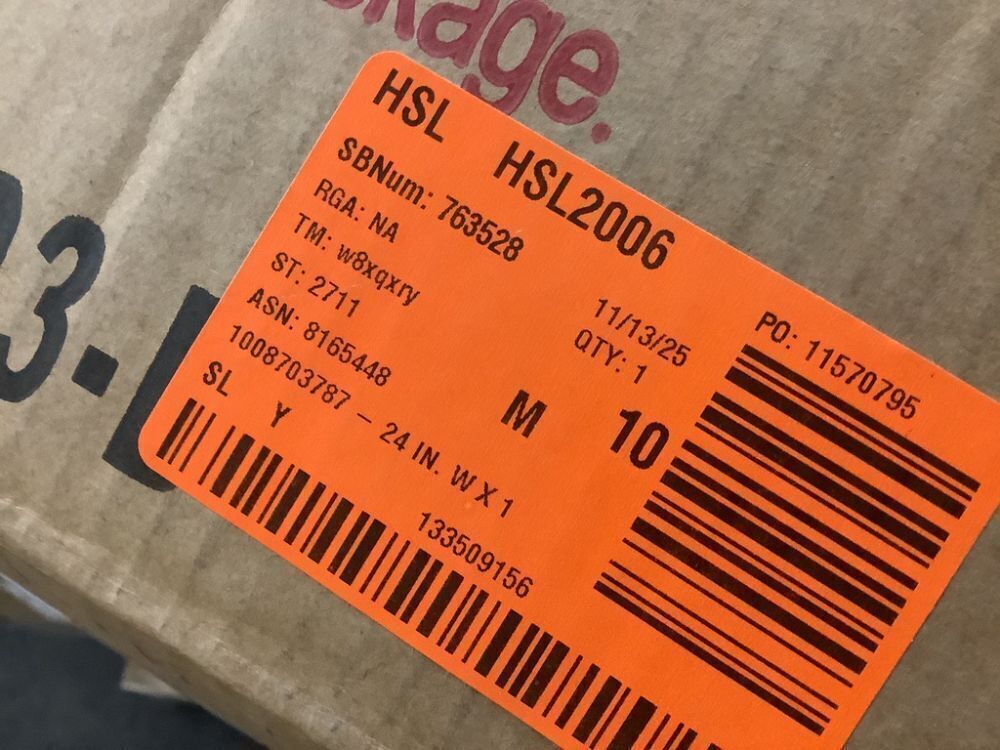 kage.
3-
HSL HSL2006
SBNum: 763528
RGA: NA
TM: w8xqxry
ST: 2711
ASN: 8165448
1008703787 – 24 IN. W X 1
SL Y
11/13/25
QTY: 1
M 10
133509156
PO: 11570795